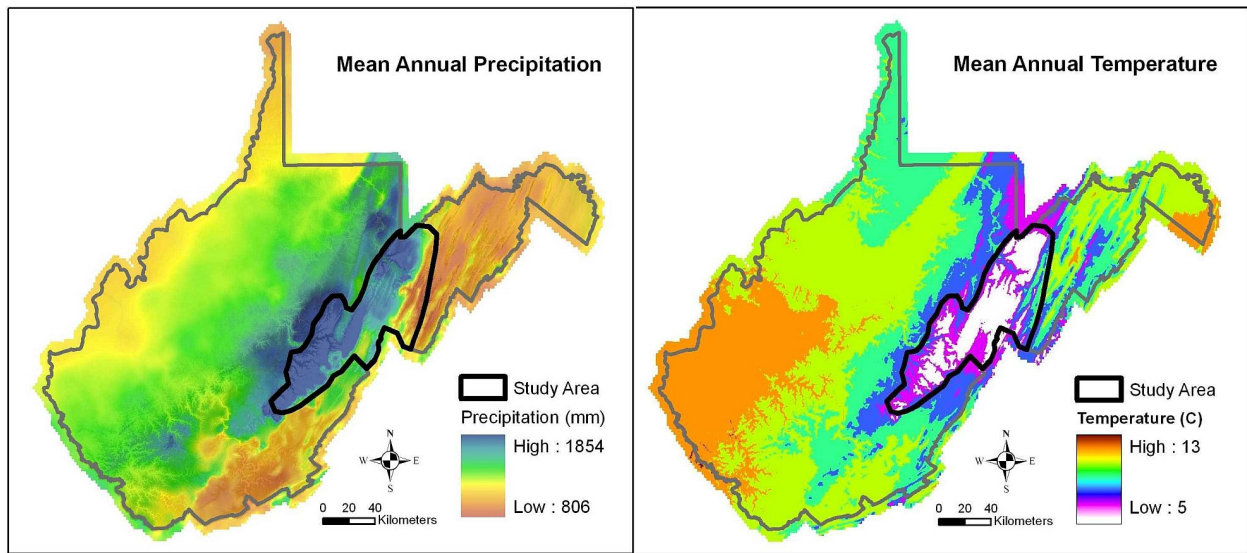 Mean Annual Precipitation
N
W
E
S
0 20 40
Kilometers
Study Area
Precipitation (mm)
High : 1854
Low : 806
Mean Annual Temperature
N
W
E
S
0 20 40
Kilometers
Study Area
Temperature (C)
High : 13
Low : 5